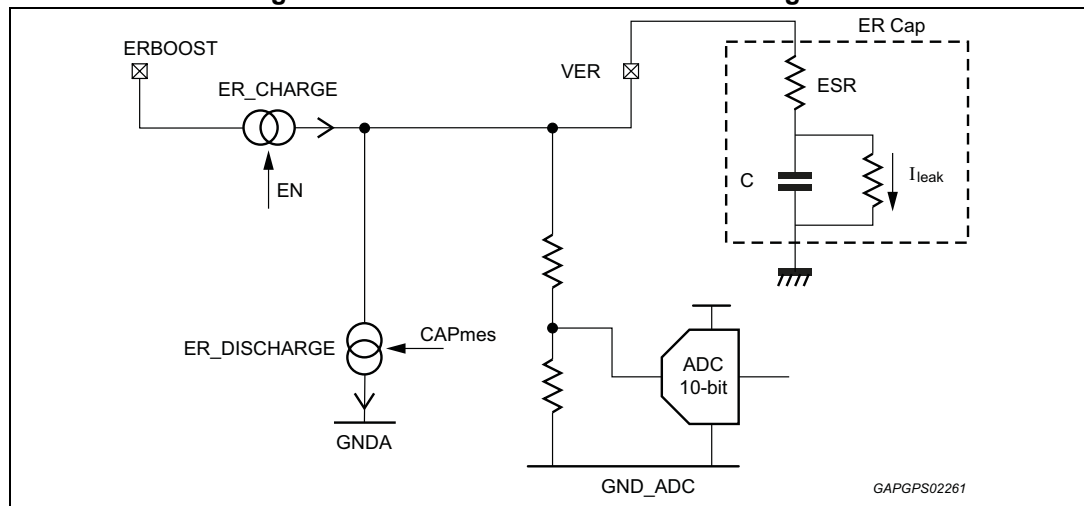 ER Cap
ERBOOST
VER
ESR
ER_CHARGE
C
Ileak
EN
CAPmes
ER_DISCHARGE
ADC
10-bit
GNDA
GND_ADC
GAPGPS02261